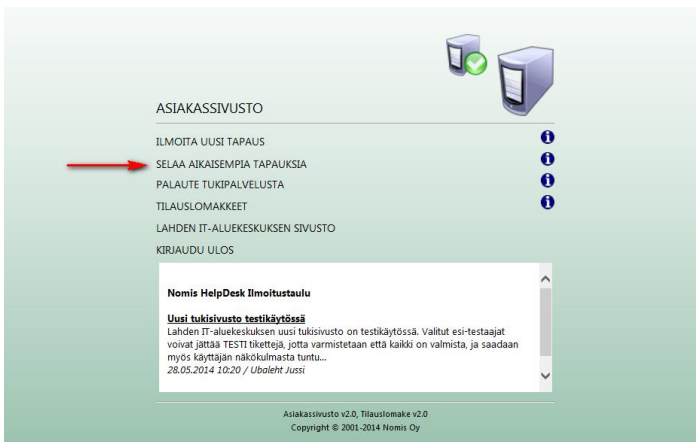 ASIAKASSIVUSTO
ILMOITA UUSI TAPAUS
SELAA AIKAISEMPIA TAPAUKSIA
PALAUTE TUKIPALVELUSTA
TILAUSLOMAKKEET
LAHDEN IT-ALUEKESKUKSEN SIVUSTO
KIRJAUDU ULOS
Nomis HelpDesk Ilmoitustaulu
Uusi tukisivusto testikäytössä
Lahden IT-aluekeskuksen uusi tukisivusto on testikäytössä. Valitut esi-testaajat
voivat jättää TESTI tikettejä, jotta varmistetaan että kaikki on valmista, ja saadaan
myös käyttäjän näkökulmasta tuntu...
28.05.2014 10:20 / Ubaleht Jussi
Asiakassivusto v2.0, Tilauslomake v2.0
Copyright © 2001-2014 Nomis Oy